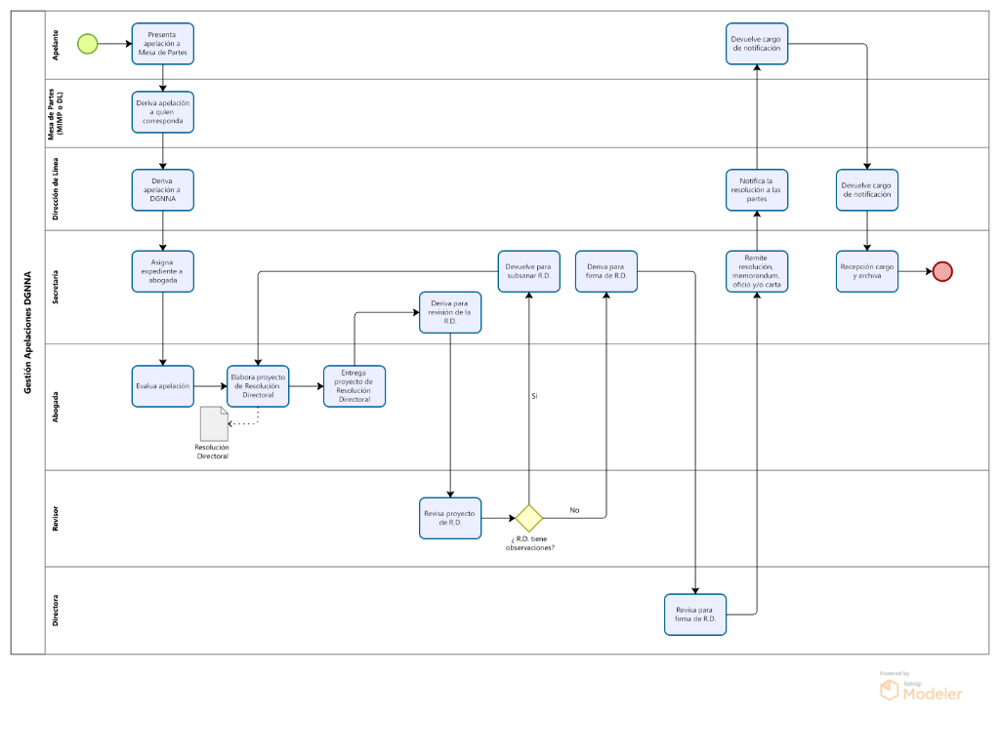 Gestión Apelaciones DGNNA
Apelante
Presenta
apelación a
Mesa de Partes
Devuelve cargo
de notificación
Mesa de Partes
(MIMP o DL)
Deriva apelación
a quien
corresponda
Dirección de Línea
Deriva
apelación a
DGNNA
Notifica la
resolución a las
partes
Devuelve cargo
de notificación
Secretaría
Asigna
expediente a
abogada
Deriva para
revisión de la
R.D.
Devuelve para
subsanar R.D.
Deriva para
firma de R.D.
Remite
resolución,
memorandum,
oficio y/o carta
Recepción cargo
y archiva
Abogada
Evalua apelación
Elabora proyecto
de Resolución
Directoral
Entrega
proyecto de
Resolución
Directoral
Resolución
Directoral
Sí
Revisor
Revisa proyecto
de R.D.
¿ R.D. tiene
observaciones?
No
Directora
Revisa para
firma de R.D.
Powered by
bizagi
Modeler